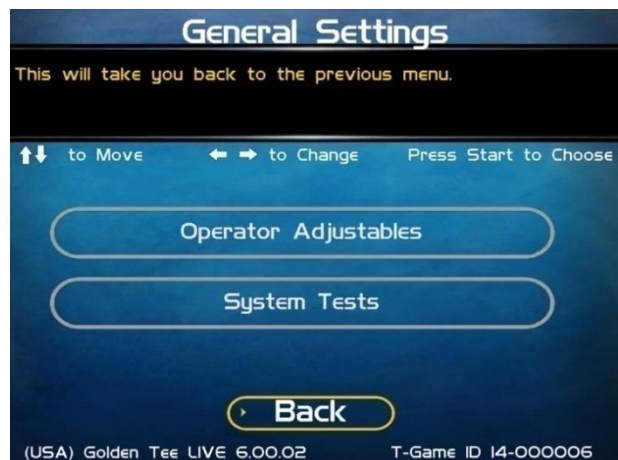 General Settings
This will take you back to the previous menu.
to Move to Change Press Start to Choose
Operator Adjustables
System Tests
Back
(USA) Golden Tee LIVE 6.00.02 T-Game ID 14-000006